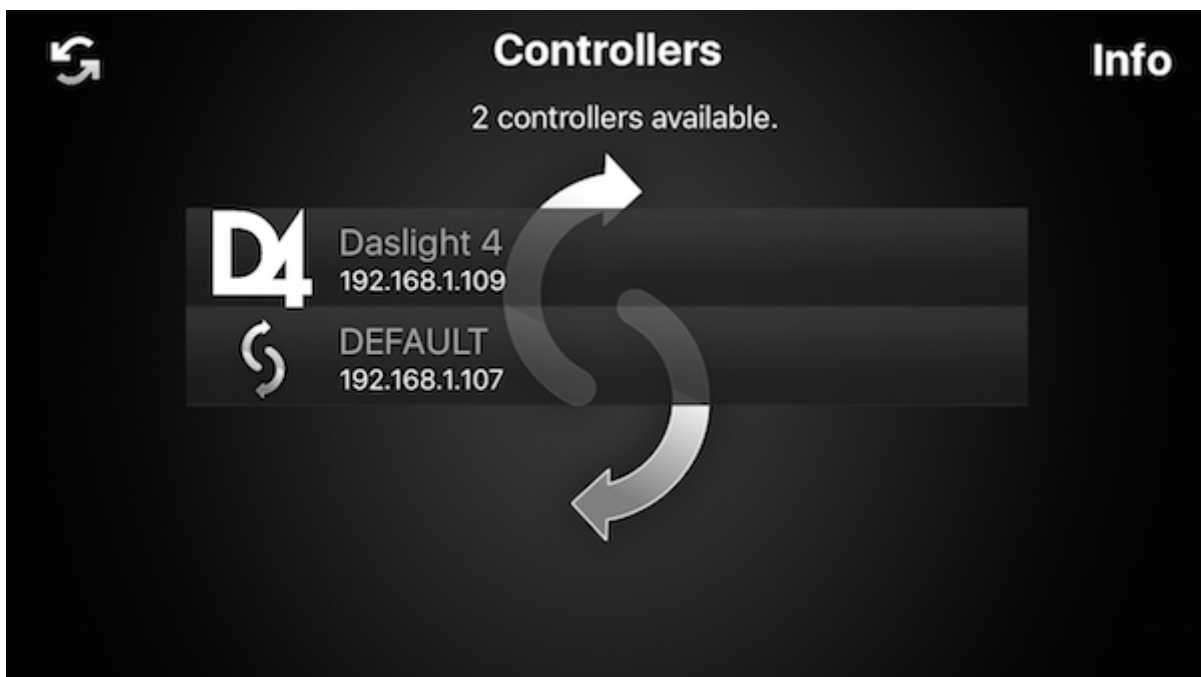 Controllers
Info
2 controllers available.
D4
Daslight 4
192.168.1.109
DEFAULT
192.168.1.107